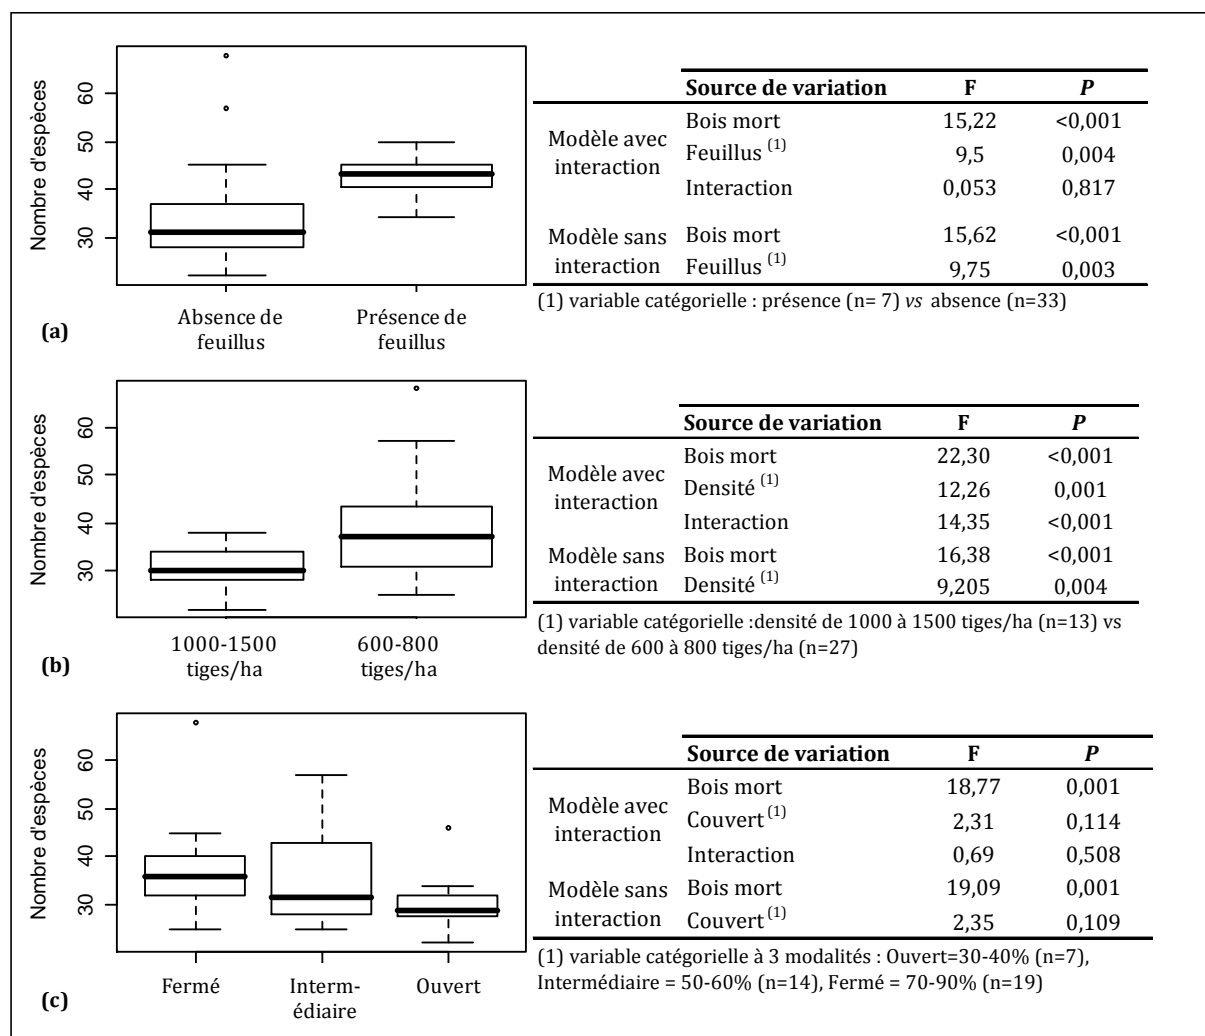 Nombre d'espèces
60
50
40
30
Absence de feuillus
Présence de feuillus
(a)
Source de variation F P
Modèle avec interaction
Bois mort 15,22 <0,001
Feuillus (1) 9,5 0,004
Interaction 0,053 0,817
Modèle sans interaction
Bois mort 15,62 <0,001
Feuillus (1) 9,75 0,003
(1) variable catégorielle : présence (n= 7) vs absence (n=33)
Nombre d'espèces
60
50
40
30
1000-1500 tiges/ha
600-800 tiges/ha
(b)
Source de variation F P
Modèle avec interaction
Bois mort 22,30 <0,001
Densité (1) 12,26 0,001
Interaction 14,35 <0,001
Modèle sans interaction
Bois mort 16,38 <0,001
Densité (1) 9,205 0,004
(1) variable catégorielle :densité de 1000 à 1500 tiges/ha (n=13) vs
densité de 600 à 800 tiges/ha (n=27)
Nombre d'espèces
60
50
40
30
Fermé
Interm-
édiaire
Ouvert
(c)
Source de variation F P
Modèle avec interaction
Bois mort 18,77 0,001
Couvert (1) 2,31 0,114
Interaction 0,69 0,508
Modèle sans interaction
Bois mort 19,09 0,001
Couvert (1) 2,35 0,109
(1) variable catégorielle à 3 modalités : Ouvert=30-40% (n=7),
Intermédiaire = 50-60% (n=14), Fermé = 70-90% (n=19)